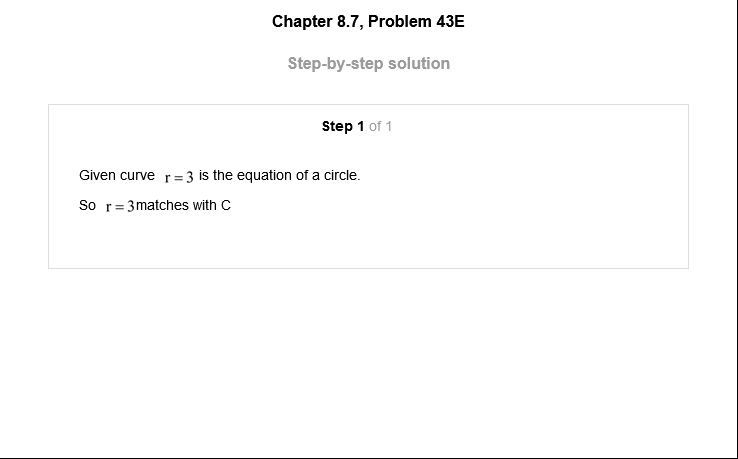 Chapter 8.7, Problem 43E
Step-by-step solution
Step 1 of 1
Given curve r = 3 is the equation of a circle.
So r = 3 matches with C